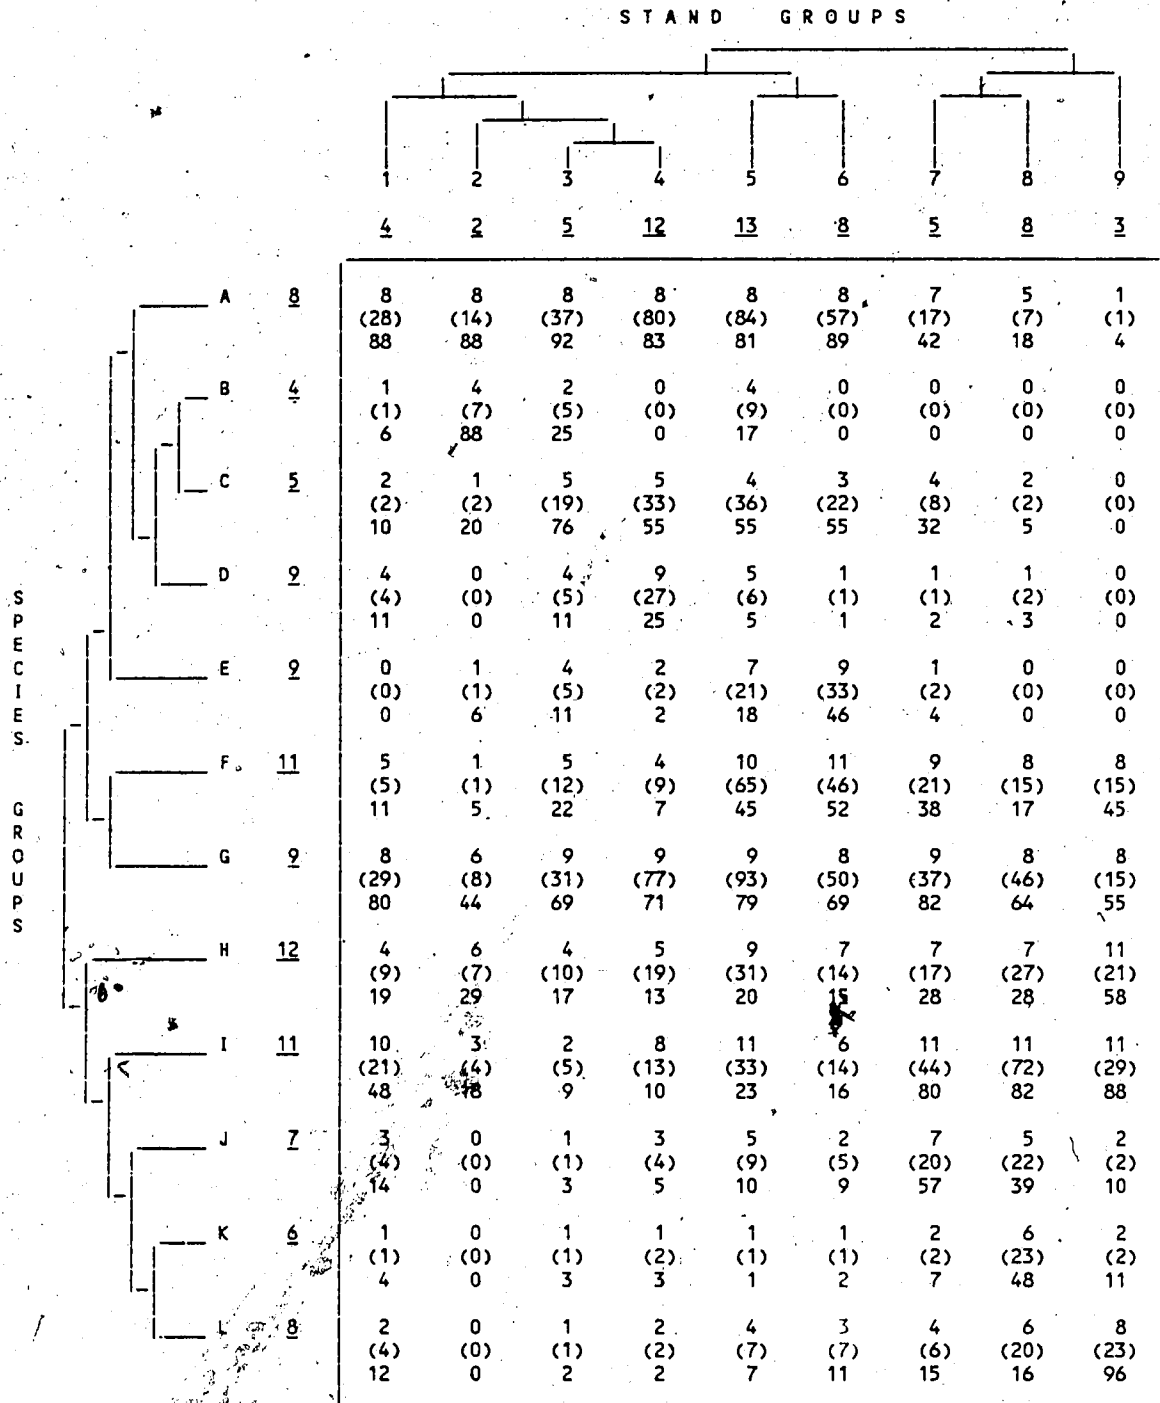 STAND GROUPS
1 2 3 4 5 6 7 8 9
4 2 5 12 13 8 5 8 3
SPECIES GROUPS
A 8 8 8 8 8 8 8 7 5 1
(28) (14) (37) (80) (84) (57) (17) (7) (1)
88 88 92 83 81 89 42 18 4
B 4 1 4 2 0 4 0 0 0 0
(1) (7) (5) (0) (9) (0) (0) (0) (0)
6 88 25 0 17 0 0 0 0
C 5 2 1 5 5 4 3 4 2 0
(2) (2) (19) (33) (36) (22) (8) (2) (0)
10 20 76 55 55 55 32 5 0
D 9 4 0 4 9 5 1 1 1 0
(4) (0) (5) (27) (6) (1) (1) (2) (0)
11 0 11 25 5 1 2 3 0
E 9 0 1 4 2 7 9 1 0 0
(0) (1) (5) (2) (21) (33) (2) (0) (0)
0 6 11 2 18 46 4 0 0
F 11 5 1 5 4 10 11 9 8 8
(5) (1) (12) (9) (65) (46) (21) (15) (15)
11 5 22 7 45 52 38 17 45
G 9 8 6 9 9 9 8 9 8 8
(29) (8) (31) (77) (93) (50) (37) (46) (15)
80 44 69 71 79 69 82 64 55
H 12 4 6 4 5 9 7 7 7 11
(9) (7) (10) (19) (31) (14) (17) (27) (21)
19 29 17 13 20 15 28 28 58
I 11 10 3 2 8 11 6 11 11 11
(21) (4) (5) (13) (33) (14) (44) (72) (29)
48 18 9 10 23 16 80 82 88
J 7 3 0 1 3 5 2 7 5 2
(4) (0) (1) (4) (9) (5) (20) (22) (2)
14 0 3 5 10 9 57 39 10
K 6 1 0 1 1 1 1 2 6 2
(1) (0) (1) (2) (1) (1) (2) (23) (2)
4 0 3 3 1 2 7 48 11
L 8 2 0 1 2 4 3 4 6 8
(4) (0) (1) (2) (7) (7) (6) (20) (23)
12 0 2 2 7 11 15 16 96